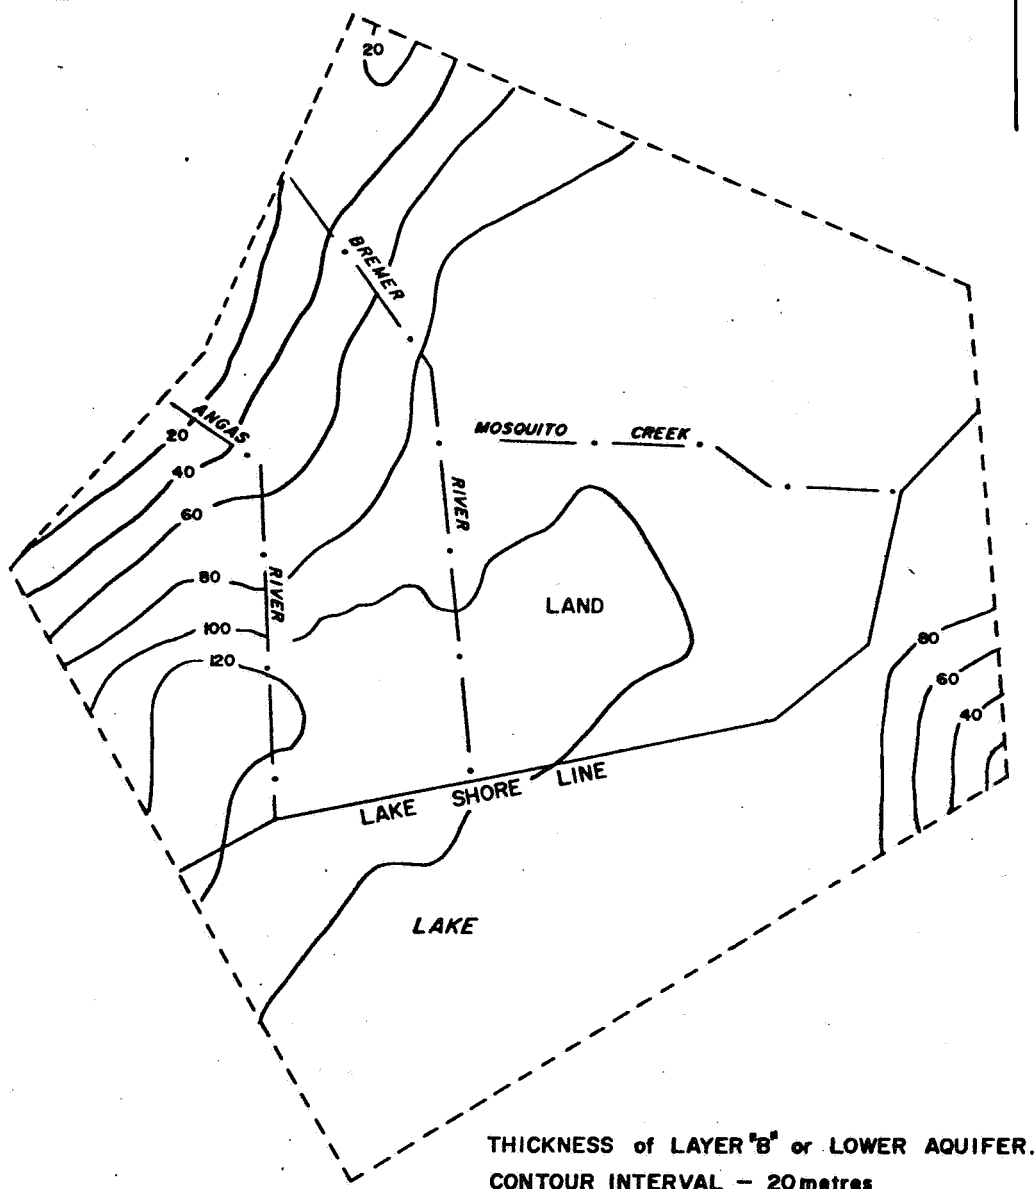 20
BREMER
ANGAS
20
MOSQUITO CREEK
40
60
RIVER
80
RIVER
LAND
100
120
80
60
40
LAKE SHORE LINE
LAKE
THICKNESS of LAYER "B" or LOWER AQUIFER.
CONTOUR INTERVAL – 20 metres